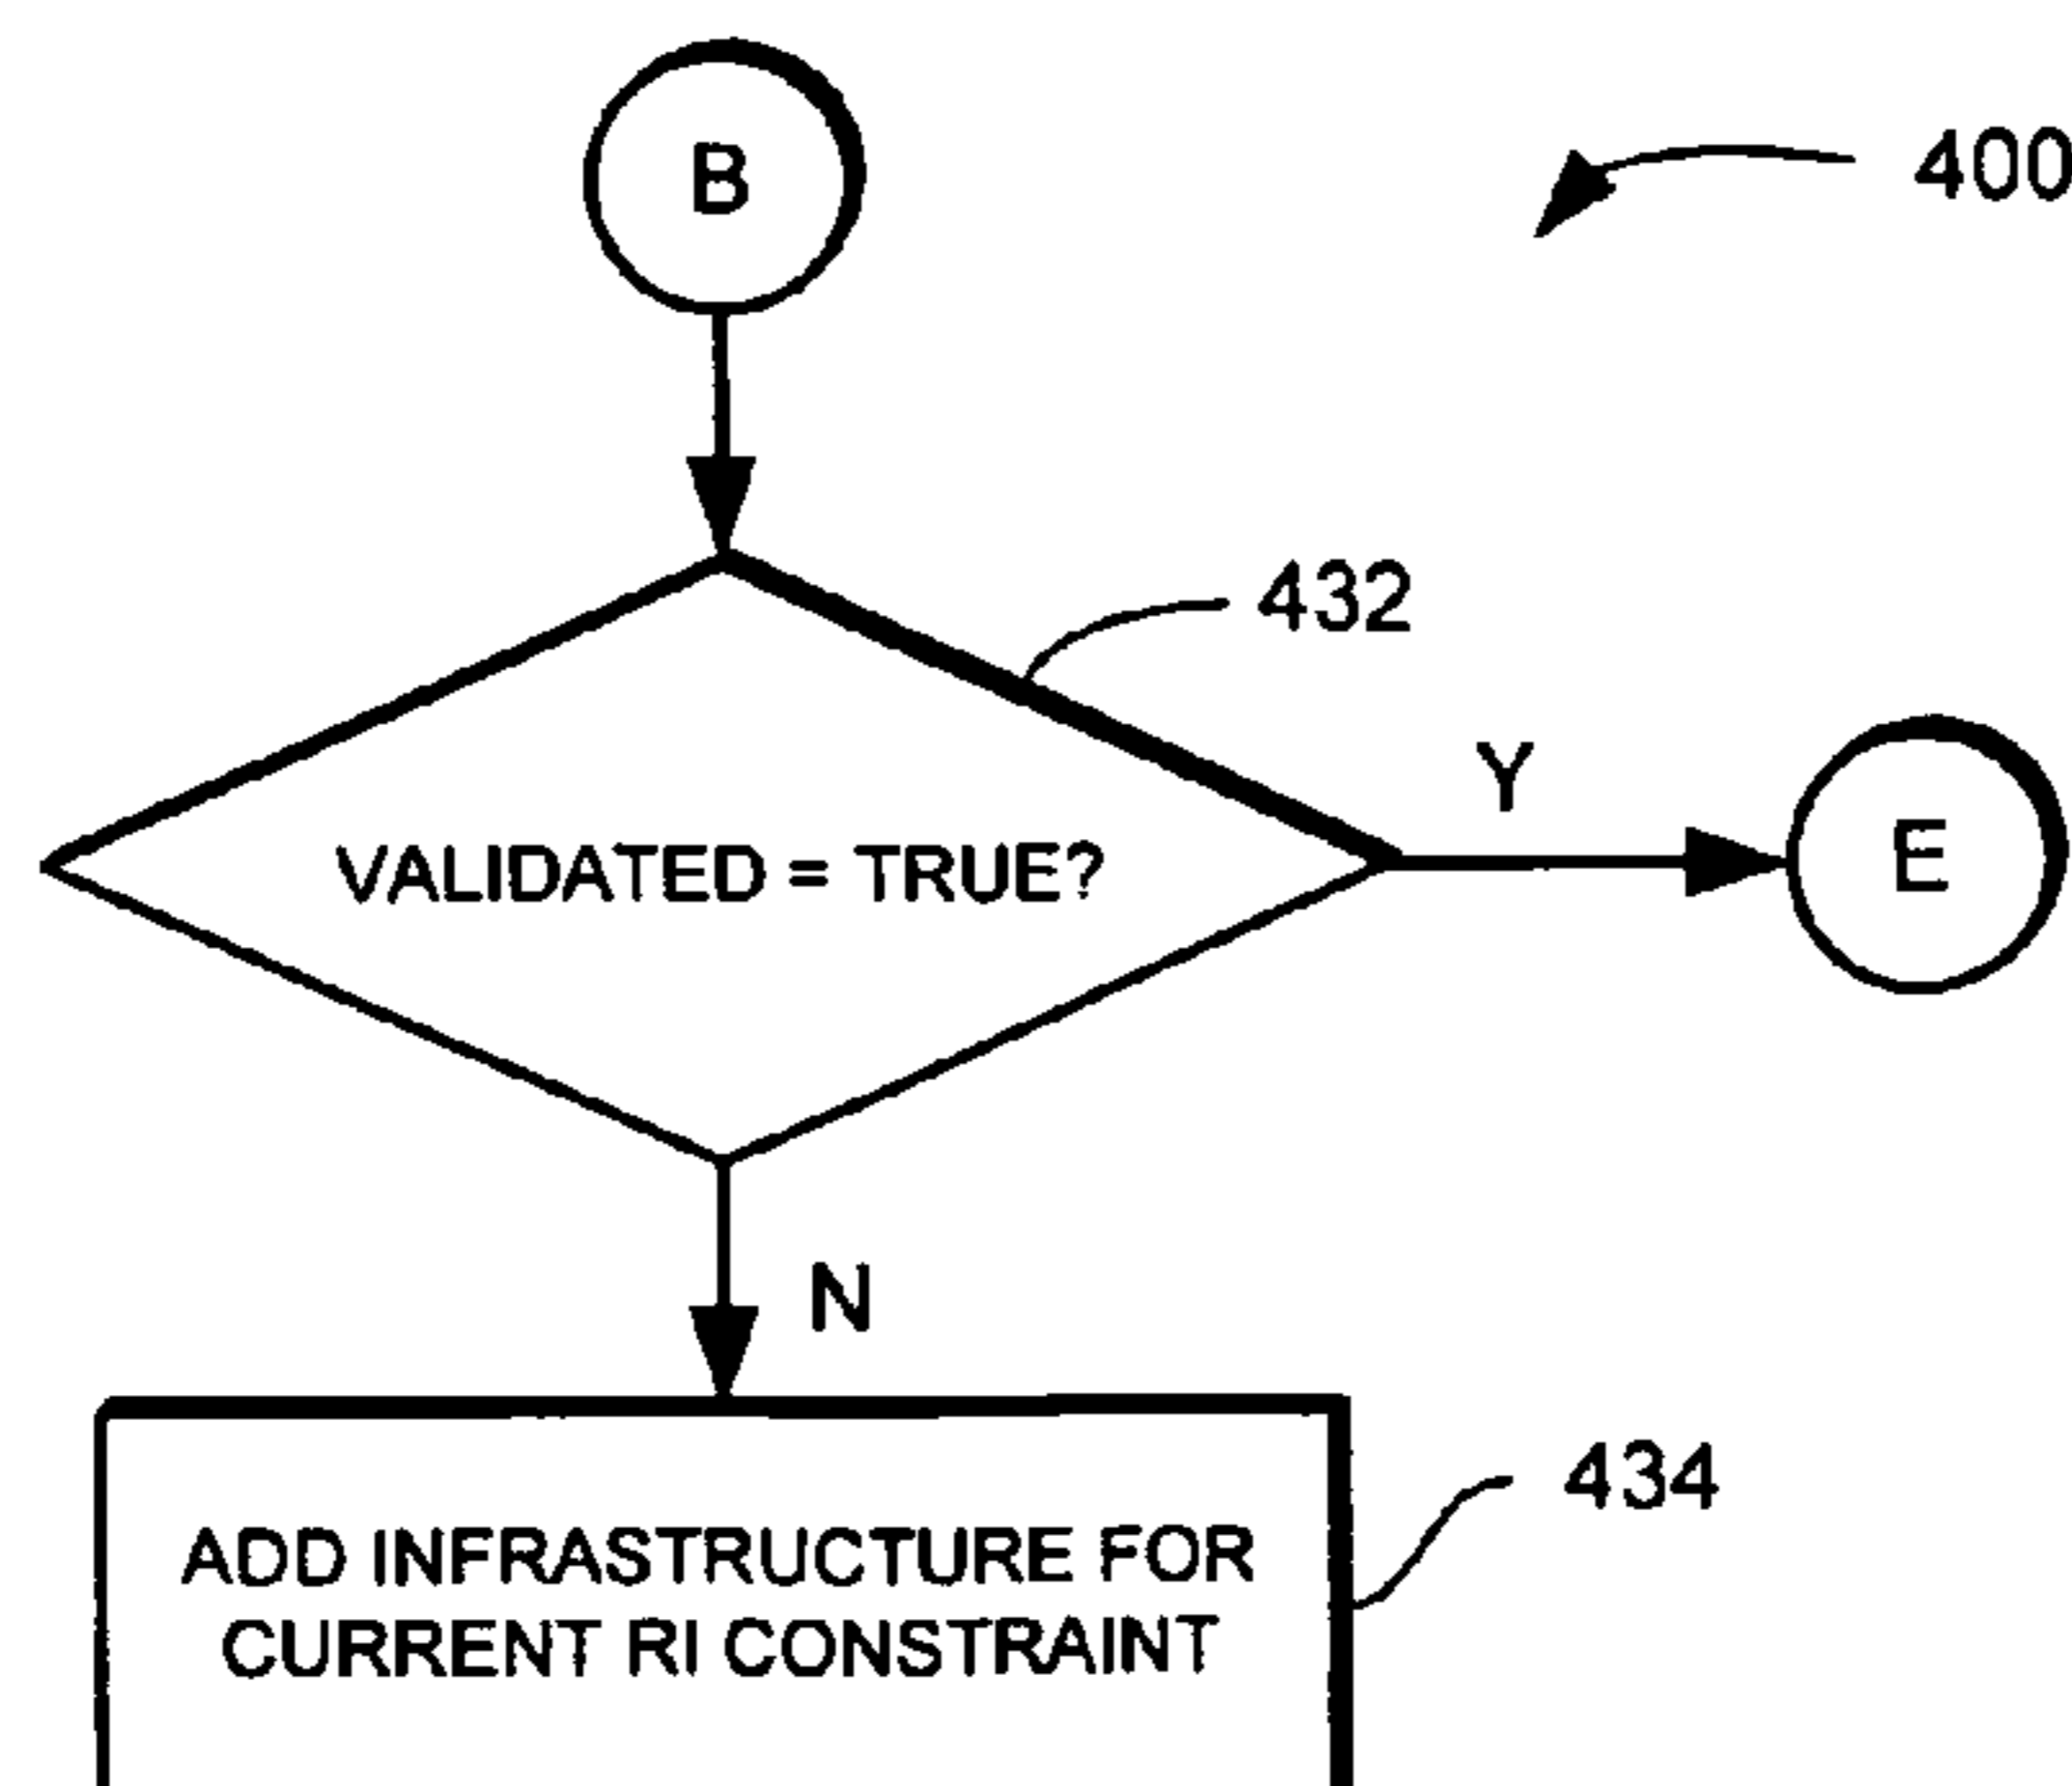 B
400
432
Y
VALIDATED = TRUE?
E
N
434
ADD INFRASTRUCTURE FOR
CURRENT RI CONSTRAINT